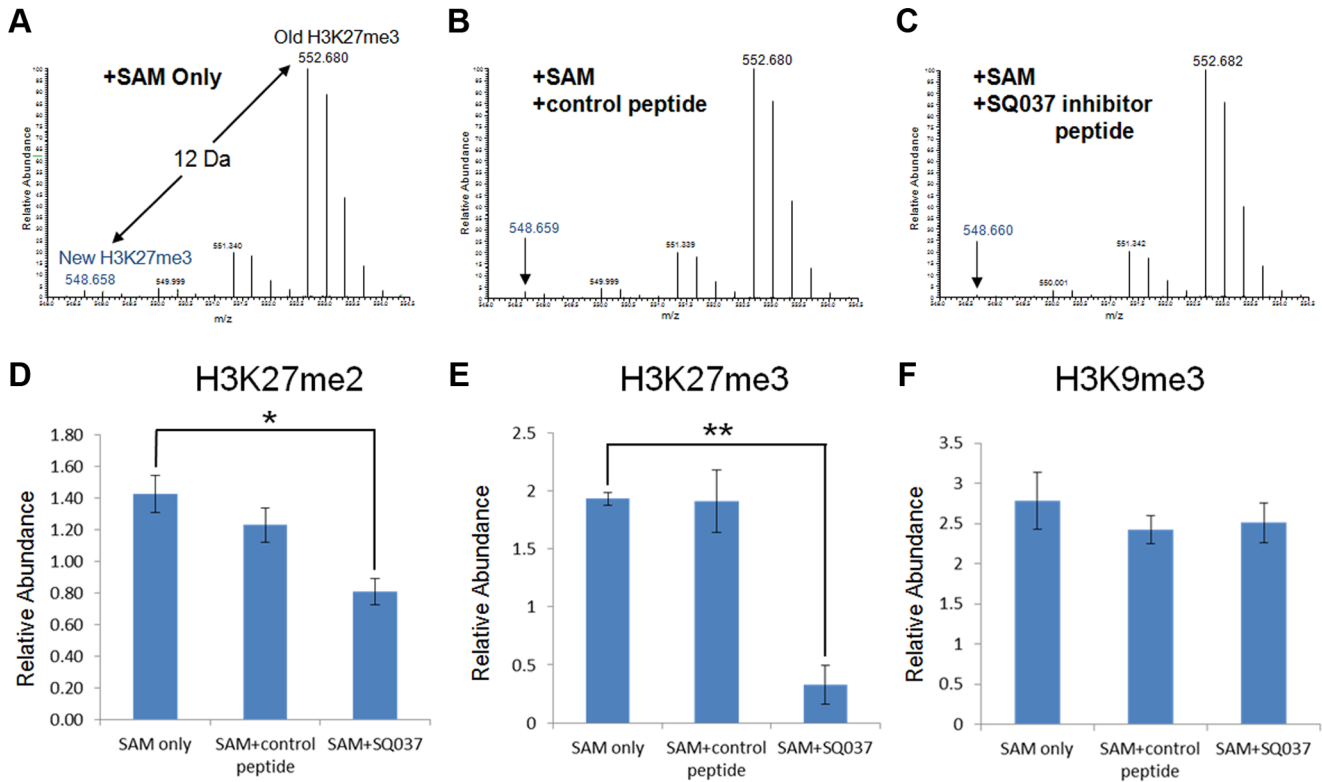 A
+SAM Only
Old H3K27me3
552.680
12 Da
New H3K27me3
548.658
549.999
551.340
Relative Abundance
m/z
B
+SAM
+control peptide
552.680
548.659
549.999
551.339
Relative Abundance
m/z
C
+SAM
+SQ037 inhibitor
peptide
552.682
548.660
550.001
551.342
Relative Abundance
m/z
D
H3K27me2
*
1.80
1.60
1.40
1.20
1.00
0.80
0.60
0.40
0.20
0.00
Relative Abundance
SAM only
SAM+control
peptide
SAM+SQ037
E
H3K27me3
**
2.5
2
1.5
1
0.5
0
Relative Abundance
SAM only
SAM+control
peptide
SAM+SQ037
F
H3K9me3
3.5
3
2.5
2
1.5
1
0.5
0
Relative Abundance
SAM only
SAM+control
peptide
SAM+SQ037